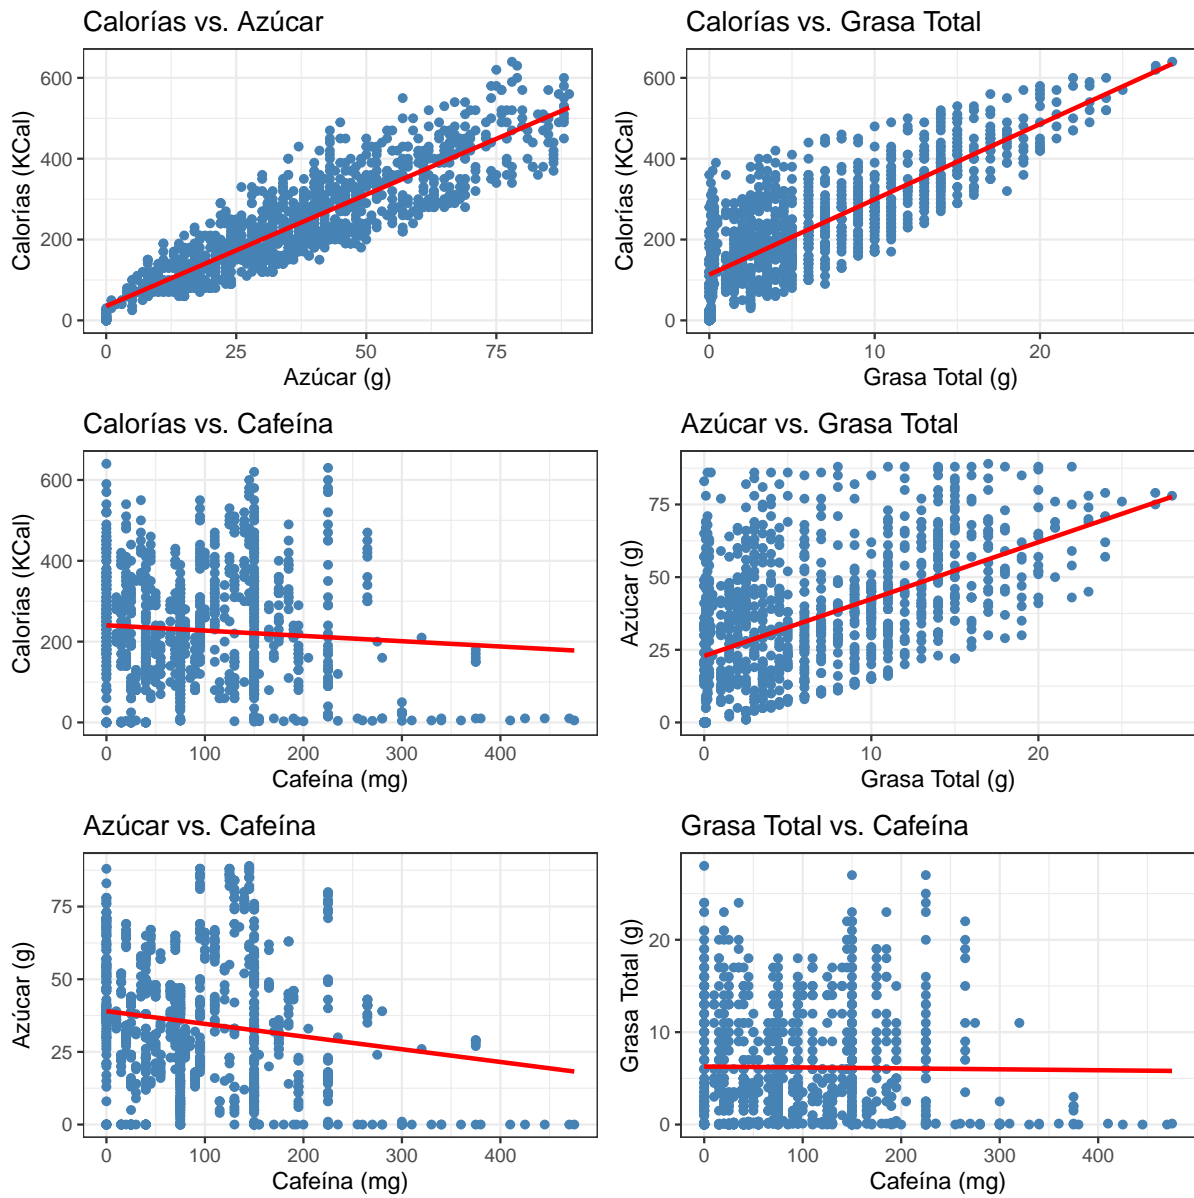 Calorías vs. Azúcar
Calorías (KCal)
600
400
200
0
0 25 50 75
Azúcar (g)
Calorías vs. Grasa Total
Calorías (KCal)
600
400
200
0
0 10 20
Grasa Total (g)
Calorías vs. Cafeína
Calorías (KCal)
600
400
200
0
0 100 200 300 400
Cafeína (mg)
Azúcar vs. Grasa Total
Azúcar (g)
75
50
25
0
0 10 20
Grasa Total (g)
Azúcar vs. Cafeína
Azúcar (g)
75
50
25
0
0 100 200 300 400
Cafeína (mg)
Grasa Total vs. Cafeína
Grasa Total (g)
20
10
0
0 100 200 300 400
Cafeína (mg)